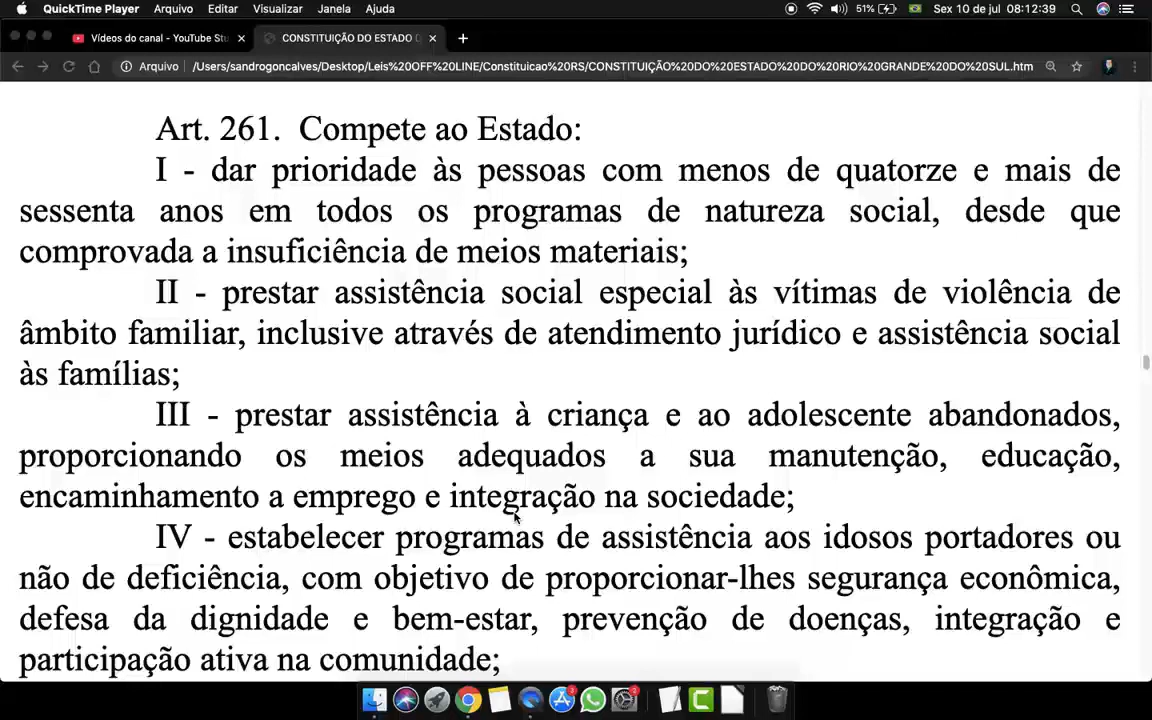 QuickTime Player Arquivo Editar Visualizar Janela Ajuda 51% Sex 10 de jul 08:12:39
Vídeos do canal - YouTube Stu CONSTITUIÇÃO DO ESTADO
Arquivo /Users/sandrogoncalves/Desktop/Leis%20OFF%20LINE/Constituicao%20RS/CONSTITUIÇÃO%20DO%20ESTADO%20DO%20RIO%20GRANDE%20DO%20SUL.htm
Art. 261. Compete ao Estado:
I - dar prioridade às pessoas com menos de quatorze e mais de
sessenta anos em todos os programas de natureza social, desde que
comprovada a insuficiência de meios materiais;
II - prestar assistência social especial às vítimas de violência de
âmbito familiar, inclusive através de atendimento jurídico e assistência social
às famílias;
III - prestar assistência à criança e ao adolescente abandonados,
proporcionando os meios adequados a sua manutenção, educação,
encaminhamento a emprego e integração na sociedade;
IV - estabelecer programas de assistência aos idosos portadores ou
não de deficiência, com objetivo de proporcionar-lhes segurança econômica,
defesa da dignidade e bem-estar, prevenção de doenças, integração e
participação ativa na comunidade;